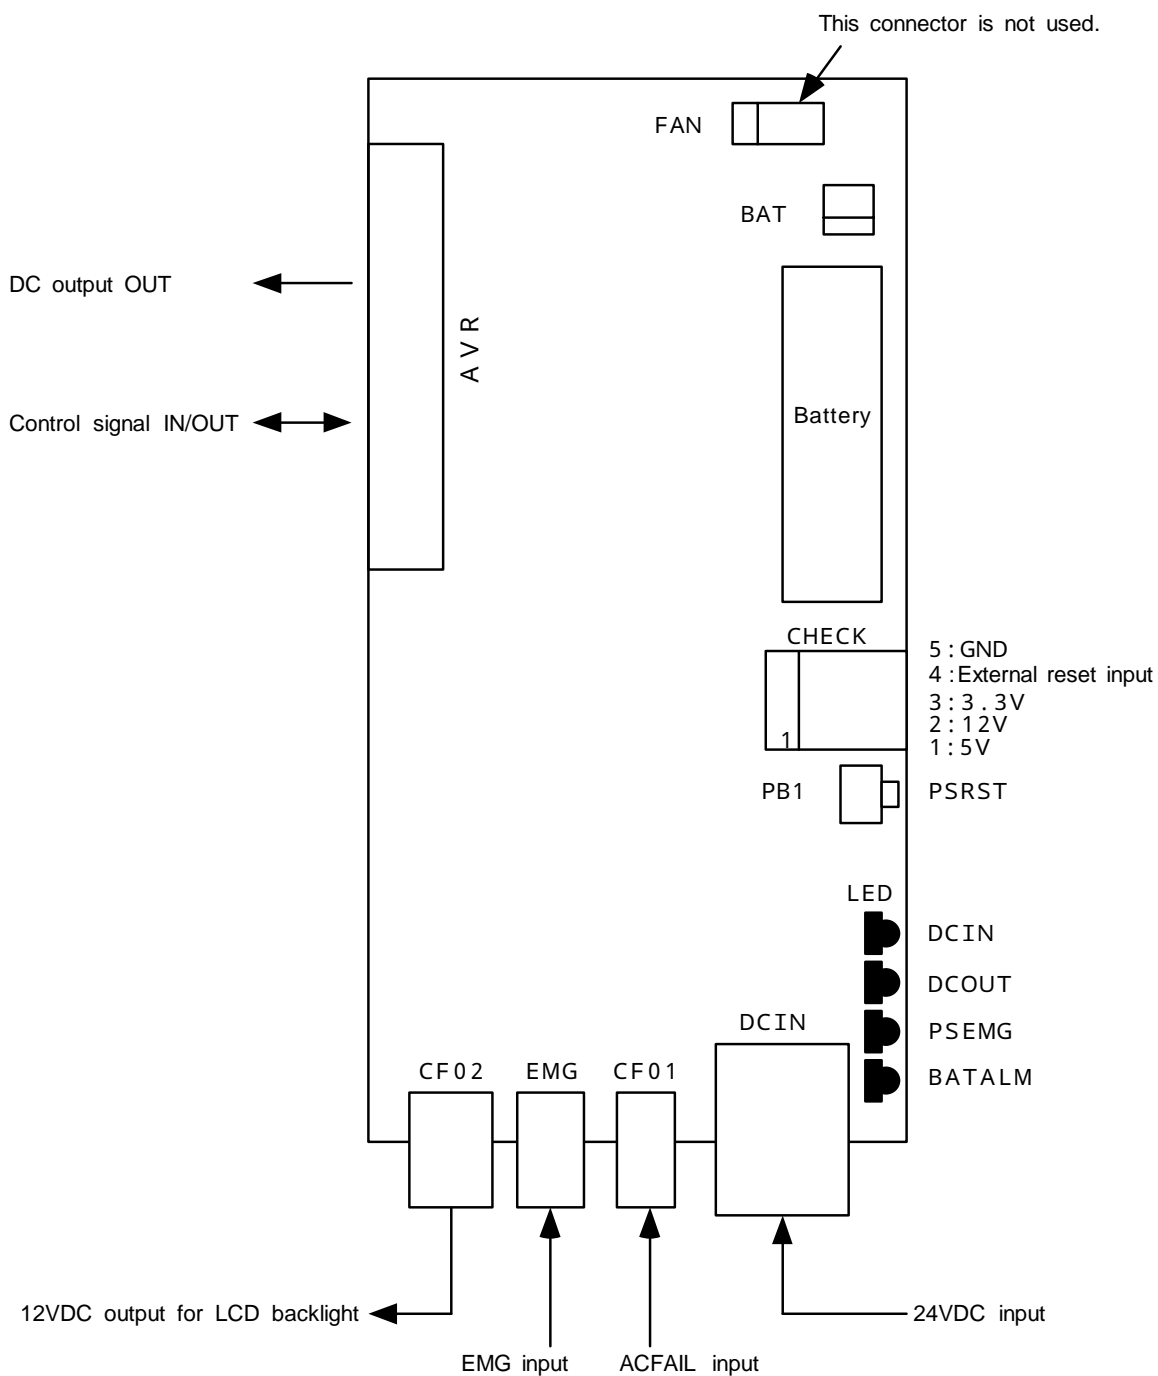 This connector is not used.
FAN
BAT
DC output OUT
AVR
Control signal IN/OUT
Battery
CHECK
5:GND
4:External reset input
3:3.3V
2:12V
1
1:5V
PB1
PSRST
LED
DCIN
DCOUT
DCIN
PSEMG
CF02
EMG
CF01
BATALM
12VDC output for LCD backlight
24VDC input
EMG input
ACFAIL input